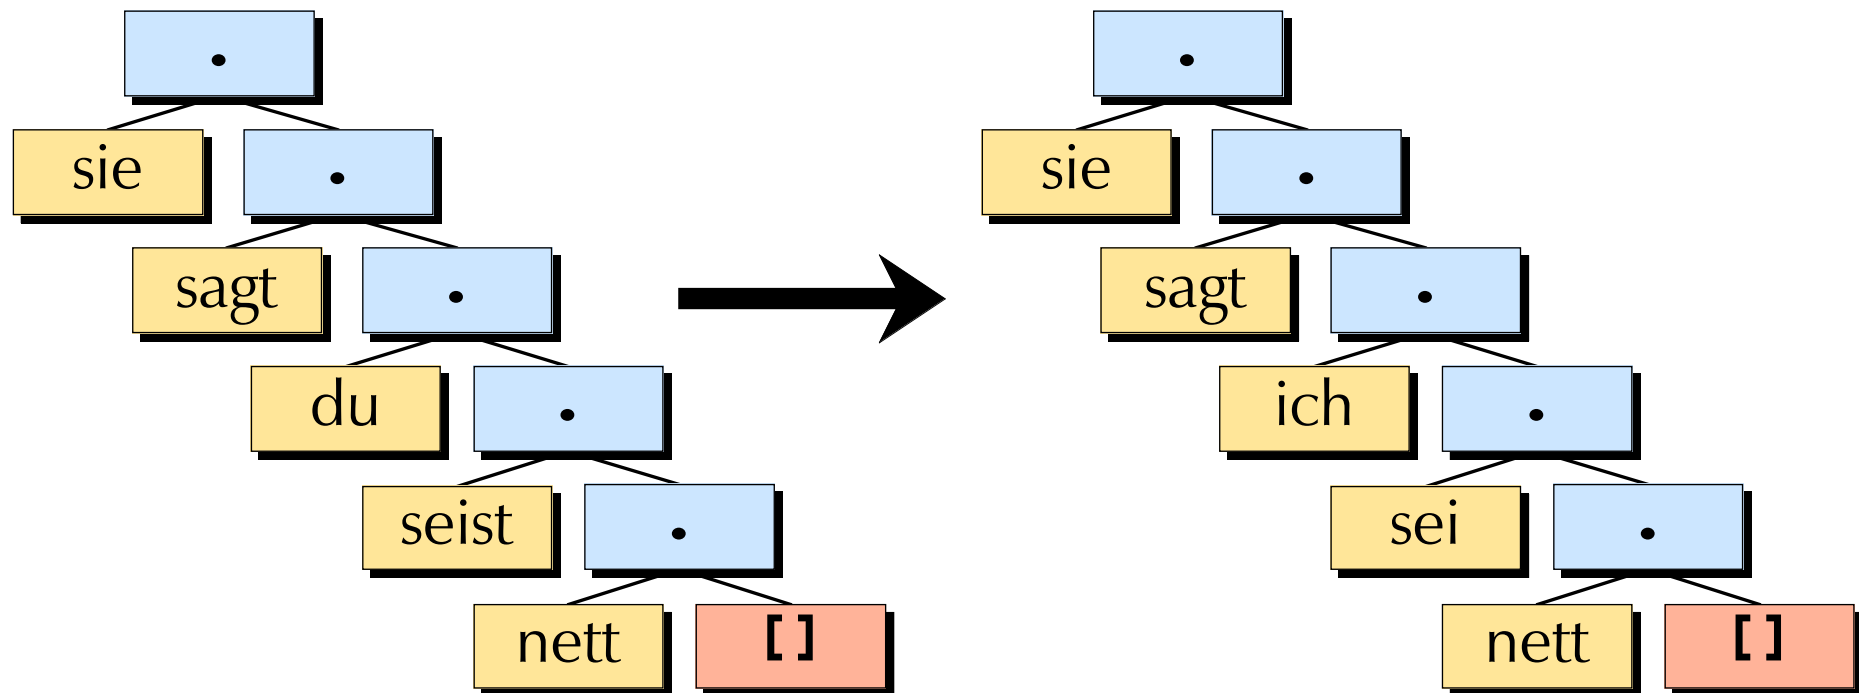 sie
sagt
du
seist
nett
[]
sie
sagt
ich
sei
nett
[]